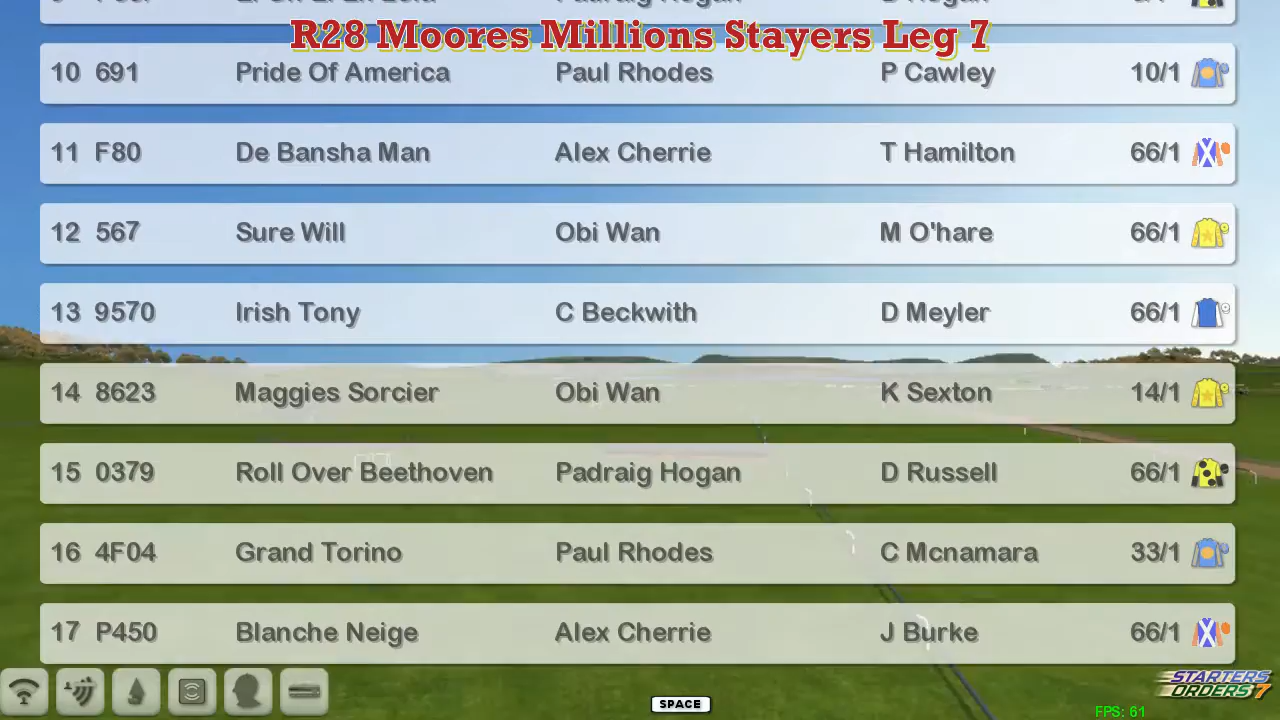 R28 Moores Millions Stayers Leg 7
10 691 Pride Of America Paul Rhodes P Cawley 10/1
11 F80 De Bansha Man Alex Cherrie T Hamilton 66/1
12 567 Sure Will Obi Wan M O'hare 66/1
13 9570 Irish Tony C Beckwith D Meyler 66/1
14 8623 Maggies Sorcier Obi Wan K Sexton 14/1
15 0379 Roll Over Beethoven Padraig Hogan D Russell 66/1
16 4F04 Grand Torino Paul Rhodes C Mcnamara 33/1
17 P450 Blanche Neige Alex Cherrie J Burke 66/1
SPACE
STARTERS ORDERS 7
FPS: 61